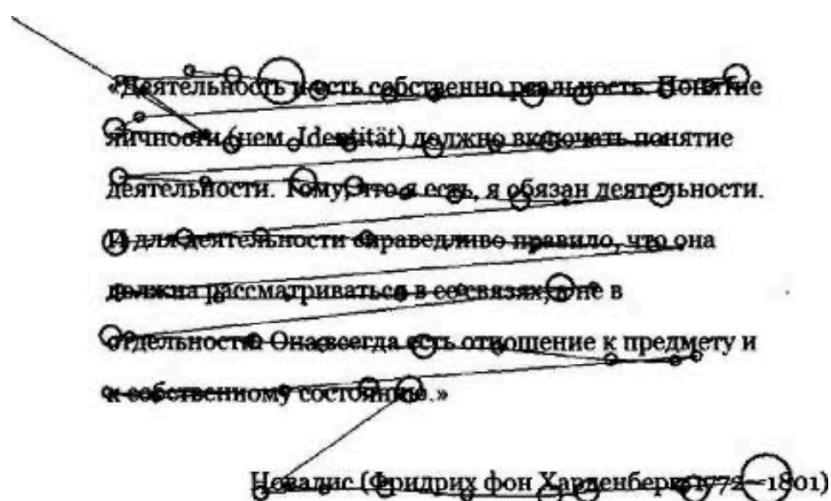 «Деятельность и есть собственно реальность. Понятие
яичности (нем. Identität) должно включать понятие
деятельности. Тому, что я есть, я обязан деятельности.
И для деятельности справедливо правило, что она
должна рассматриваться в ее связях, а не в
отдельности. Она всегда есть отношение к предмету и
к собственному состоянию.»
Новалис (Фридрих фон Харденберг 1772—1801)